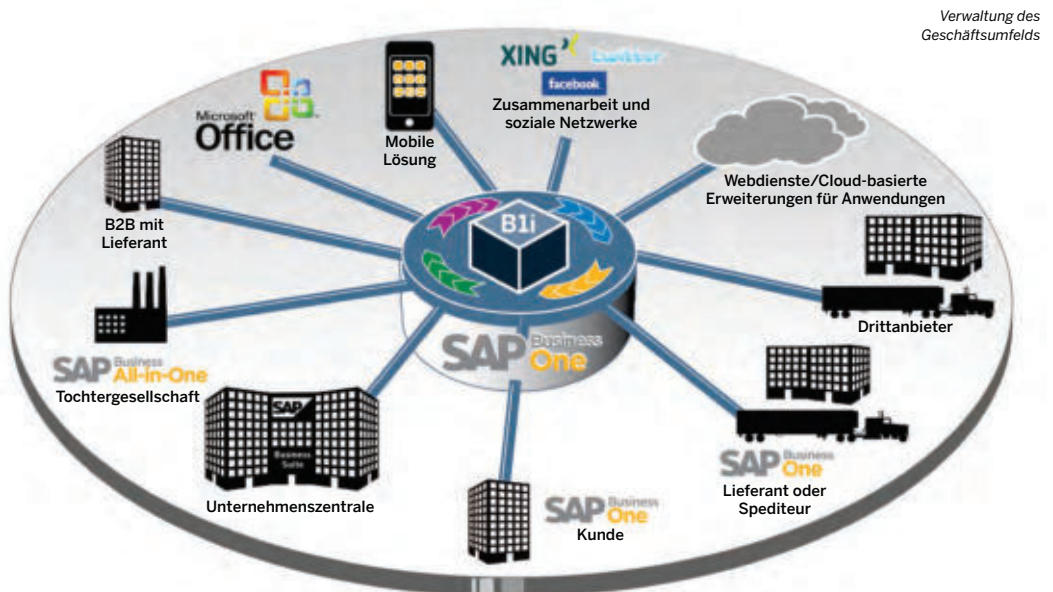 Verwaltung des
Geschäftsumfelds
XING twitter
facebook
Zusammenarbeit und
soziale Netzwerke
Microsoft®
Office
Mobile
Lösung
Webdienste/Cloud-basierte
Erweiterungen für Anwendungen
B2B mit
Lieferant
B1i
Drittanbieter
SAP Business
One
SAP Business
All-in-One
Tochtergesellschaft
SAP
Business
Suite
Unternehmenszentrale
SAP Business
One
Lieferant oder
Spediteur
SAP Business
One
Kunde